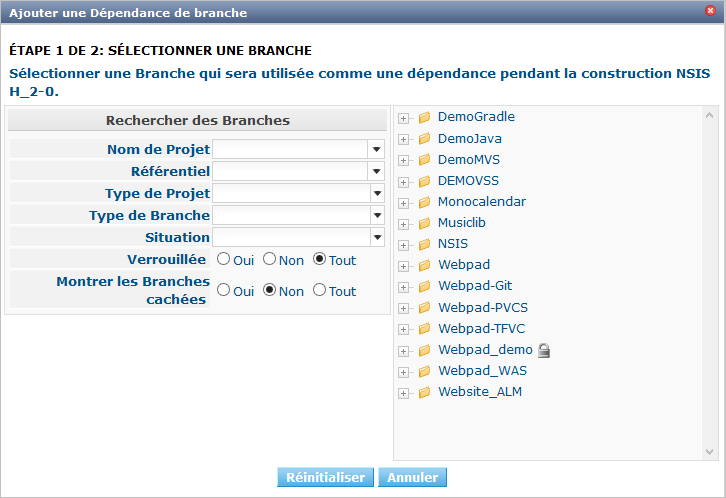 Ajouter une Dépendance de branche
ÉTAPE 1 DE 2: SÉLECTIONNER UNE BRANCHE
Sélectionner une Branche qui sera utilisée comme une dépendance pendant la construction NSIS
H_2-0.
Rechercher des Branches
Nom de Projet
Référentiel
Type de Projet
Type de Branche
Situation
Verrouillée Oui Non Tout
Montrer les Branches
cachées Oui Non Tout
DemoGradle
DemoJava
DemoMVS
DEMOVSS
Monocalendar
Musiclib
NSIS
Webpad
Webpad-Git
Webpad-PVCS
Webpad-TFVC
Webpad_demo
Webpad_WAS
Website_ALM
Réinitialiser Annuler